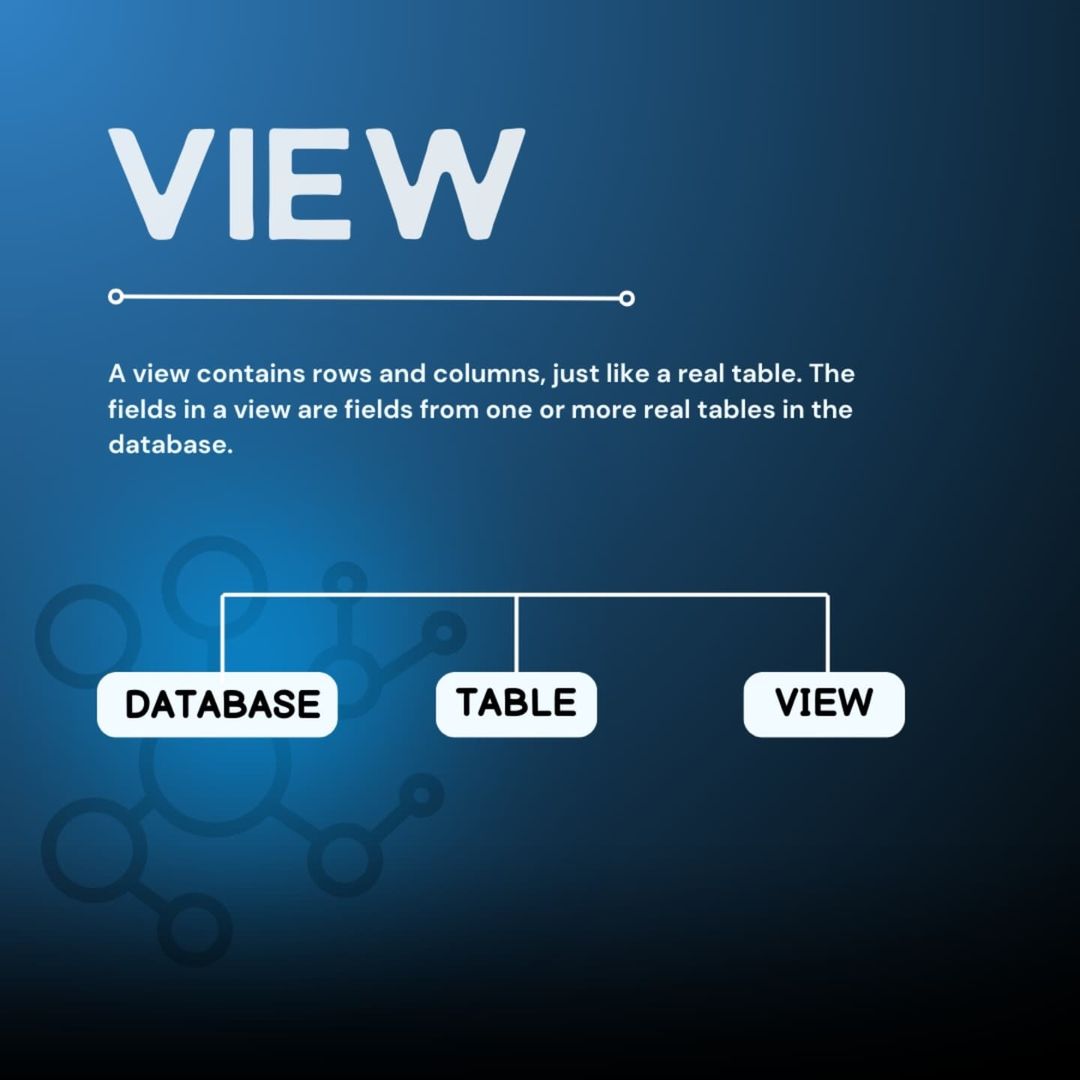 VIEW
A view contains rows and columns, just like a real table. The
fields in a view are fields from one or more real tables in the
database.
DATABASE
TABLE
VIEW